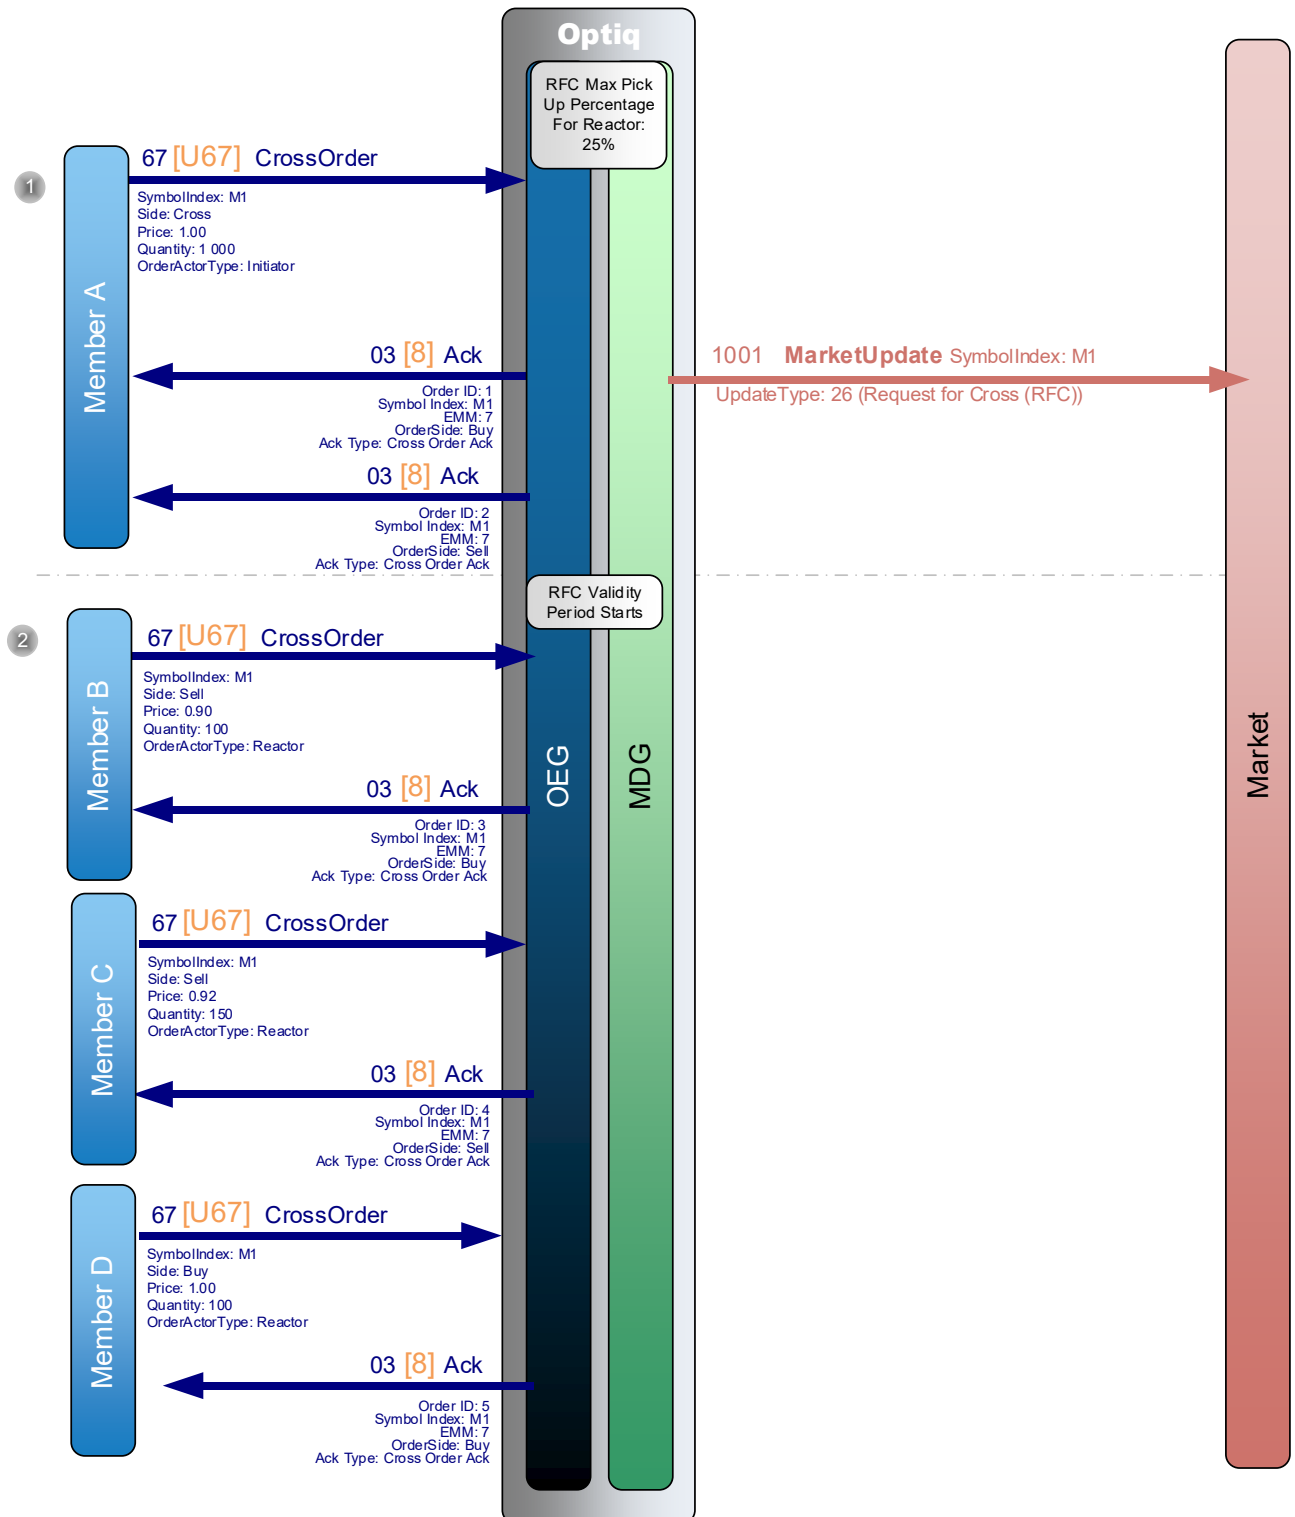 Optiq
RFC Max Pick
Up Percentage
For Reactor:
25%
1
Member A
67 [U67] CrossOrder
SymbolIndex: M1
Side: Cross
Price: 1.00
Quantity: 1 000
OrderActorType: Initiator
03 [8] Ack
Order ID: 1
Symbol Index: M1
EMM: 7
OrderSide: Buy
Ack Type: Cross Order Ack
1001 MarketUpdate SymbolIndex: M1
UpdateType: 26 (Request for Cross (RFC))
03 [8] Ack
Order ID: 2
Symbol Index: M1
EMM: 7
OrderSide: Sell
Ack Type: Cross Order Ack
RFC Validity
Period Starts
2
Member B
67 [U67] CrossOrder
SymbolIndex: M1
Side: Sell
Price: 0.90
Quantity: 100
OrderActorType: Reactor
03 [8] Ack
Order ID: 3
Symbol Index: M1
EMM: 7
OrderSide: Buy
Ack Type: Cross Order Ack
OEG
MDG
Market
Member C
67 [U67] CrossOrder
SymbolIndex: M1
Side: Sell
Price: 0.92
Quantity: 150
OrderActorType: Reactor
03 [8] Ack
Order ID: 4
Symbol Index: M1
EMM: 7
OrderSide: Sell
Ack Type: Cross Order Ack
Member D
67 [U67] CrossOrder
SymbolIndex: M1
Side: Buy
Price: 1.00
Quantity: 100
OrderActorType: Reactor
03 [8] Ack
Order ID: 5
Symbol Index: M1
EMM: 7
OrderSide: Buy
Ack Type: Cross Order Ack